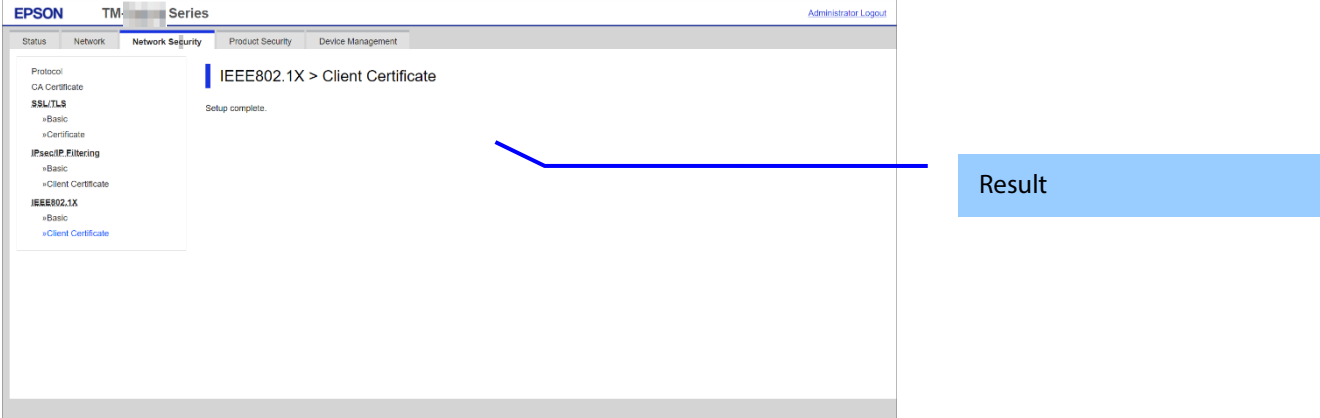 EPSON TM- Series Administrator Logout
Status Network Network Security Product Security Device Management
Protocol
CA Certificate
SSL/TLS
»Basic
»Certificate
IPsec/IP Filtering
»Basic
»Client Certificate
IEEE802.1X
»Basic
»Client Certificate
IEEE802.1X > Client Certificate
Setup complete.
Result